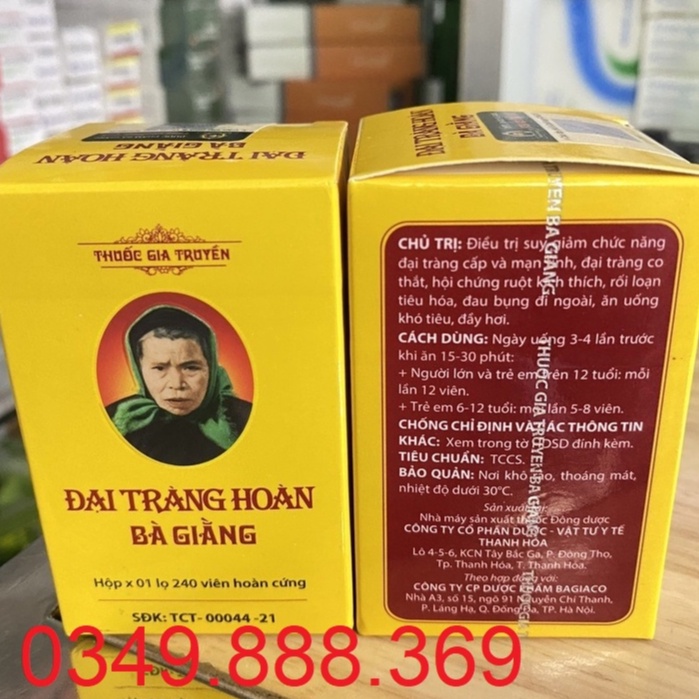 ĐẠI TRÀNG HOÀN
BÀ GIẰNG
THUỐC GIA TRUYỀN
ĐẠI TRÀNG HOÀN
BÀ GIẰNG
Hộp x 01 lọ 240 viên hoàn cứng
SĐK: TCT- 00044 -21
ĐẠI TRÀNG HOÀN
BÀ GIẰNG
CHỦ TRỊ: Điều trị suy giảm chức năng
đại tràng cấp và mạn tính, đại tràng co
thắt, hội chứng ruột kích thích, rối loạn
tiêu hóa, đau bụng đi ngoài, ăn uống
khó tiêu, đầy hơi.
CÁCH DÙNG: Ngày uống 3-4 lần trước
khi ăn 15-30 phút:
+ Người lớn và trẻ em trên 12 tuổi: mỗi
lần 12 viên.
+ Trẻ em 6-12 tuổi: mỗi lần 5-8 viên.
CHỐNG CHỈ ĐỊNH VÀ CÁC THÔNG TIN
KHÁC: Xem trong tờ HDSD đính kèm.
TIÊU CHUẨN: TCCS.
BẢO QUẢN: Nơi khô ráo, thoáng mát,
nhiệt độ dưới 30°C.
Sản xuất tại:
Nhà máy sản xuất thuốc Đông dược
CÔNG TY CỔ PHẦN DƯỢC - VẬT TƯ Y TẾ
THANH HÓA
Lô 4-5-6, KCN Tây Bắc Ga, P. Đông Thọ,
Tp. Thanh Hóa, T. Thanh Hóa.
Theo hợp đồng với:
CÔNG TY CP DƯỢC PHẨM BAGIACO
Nhà A3, số 15, ngõ 91 Nguyễn Chí Thanh,
P. Láng Hạ, Q. Đống Đa, TP. Hà Nội.
THUỐC GIA TRUYỀN BA GIANG
0349.888.369